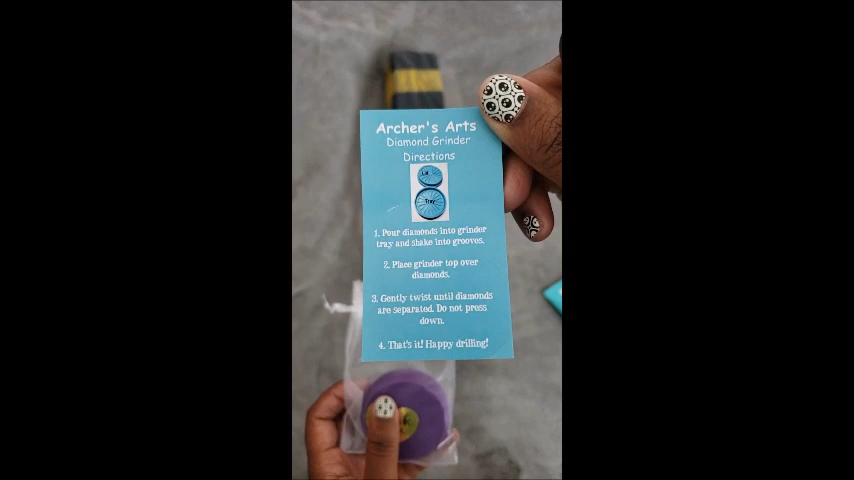 Archer's Arts
Diamond Grinder
Directions
Lid
Tray
1. Pour diamonds into grinder
tray and shake into grooves.
2. Place grinder top over
diamonds.
3. Gently twist until diamonds
are separated. Do not press
down.
4. That's it! Happy drilling!